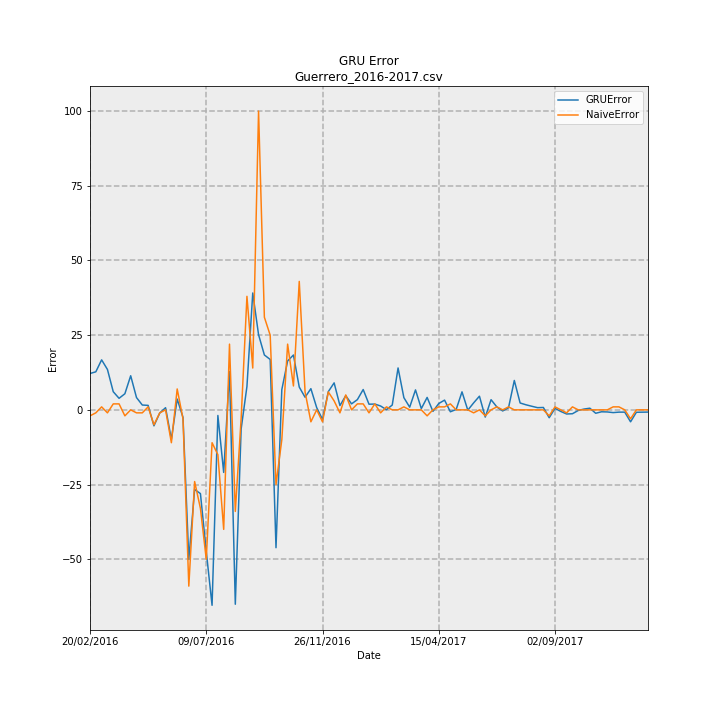 GRU Error
Guerrero_2016-2017.csv
GRUError
NaiveError
100
75
50
25
0
−25
−50
Error
20/02/2016
09/07/2016
26/11/2016
15/04/2017
02/09/2017
Date